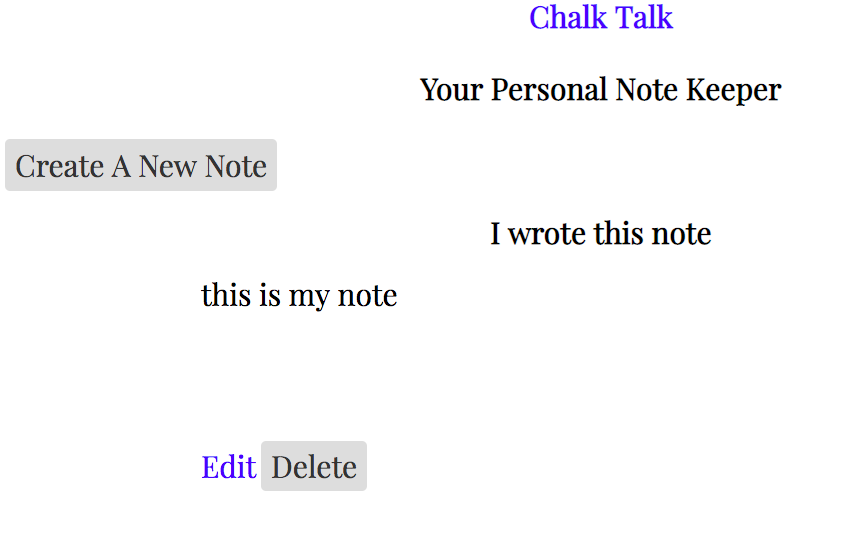 Chalk Talk
Your Personal Note Keeper
Create A New Note
I wrote this note
this is my note
Edit Delete